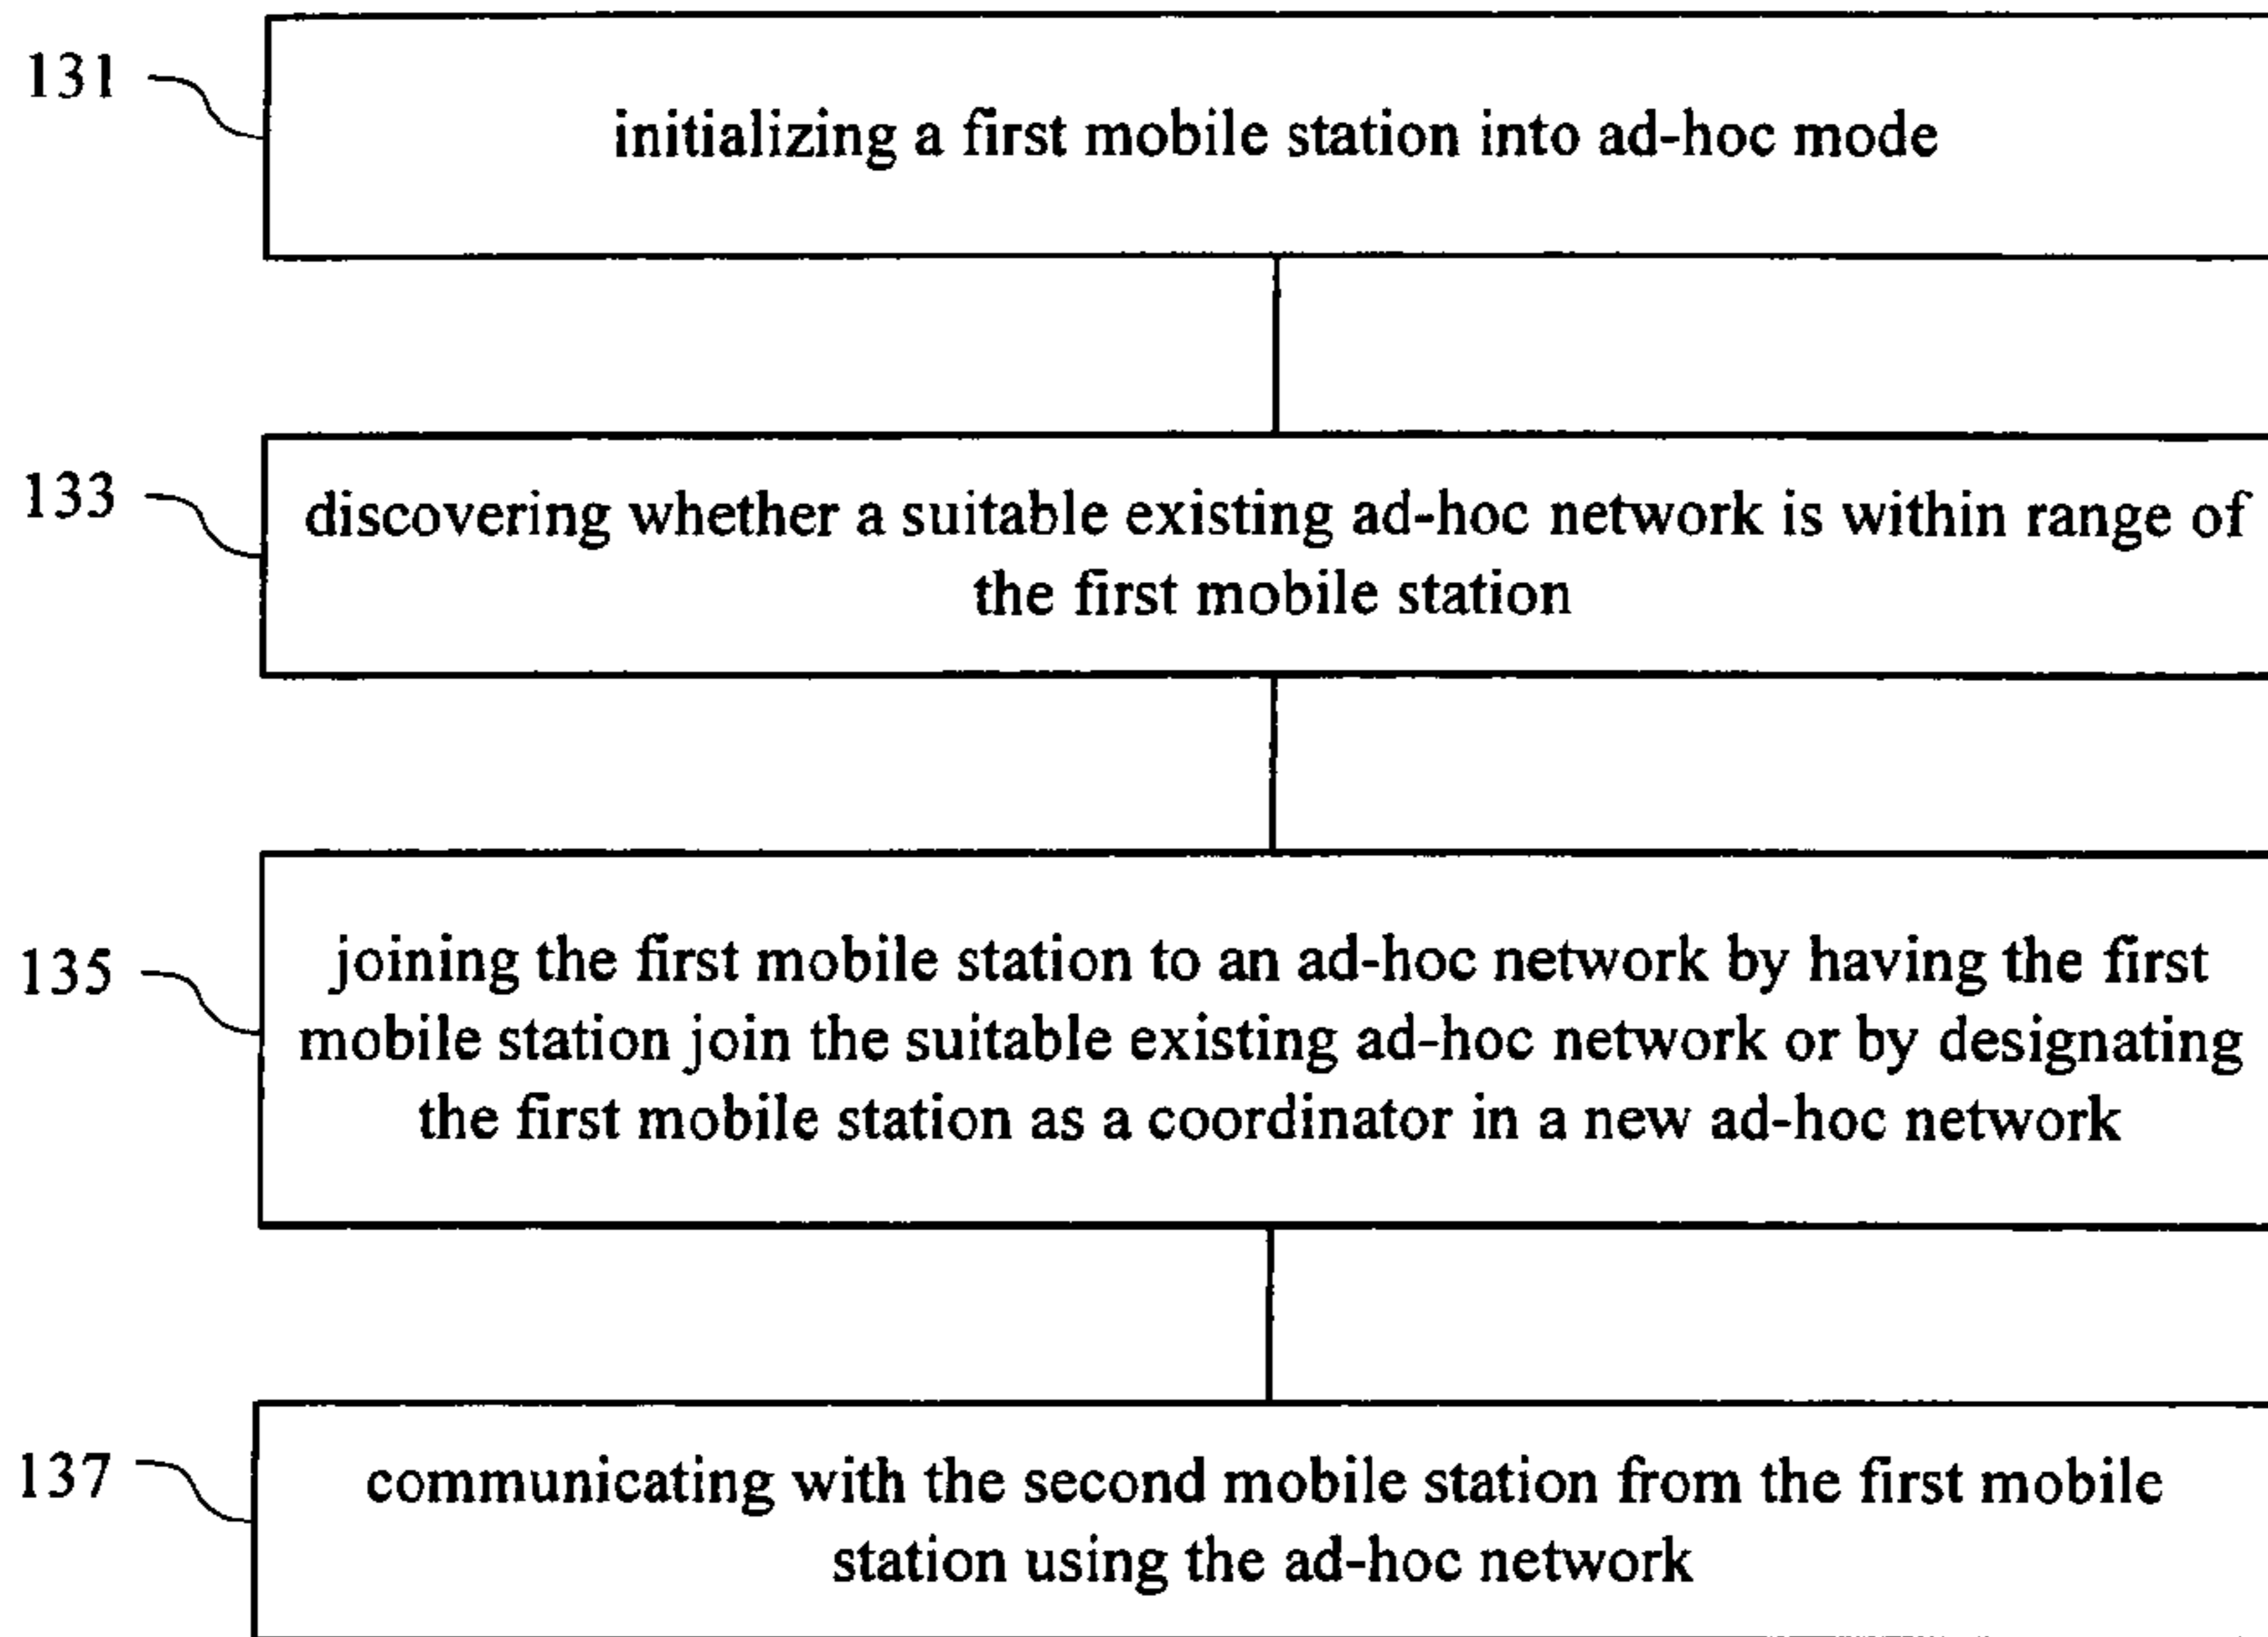 131
initializing a first mobile station into ad-hoc mode
133
discovering whether a suitable existing ad-hoc network is within range of
the first mobile station
135
joining the first mobile station to an ad-hoc network by having the first
mobile station join the suitable existing ad-hoc network or by designating
the first mobile station as a coordinator in a new ad-hoc network
137
communicating with the second mobile station from the first mobile
station using the ad-hoc network